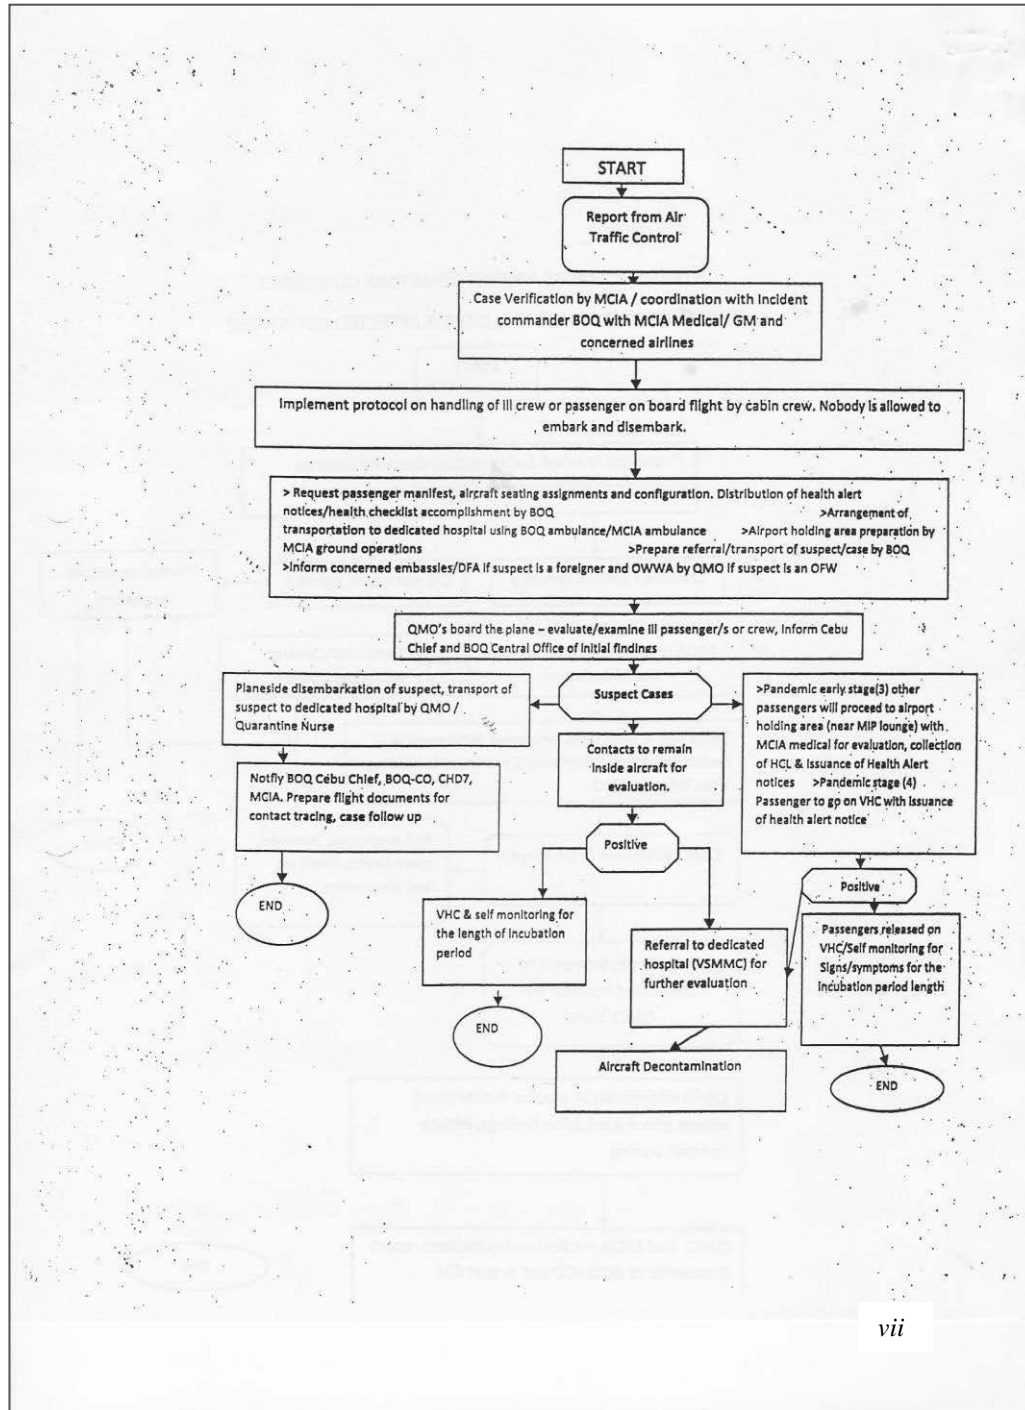 START
Report from Air
Traffic Control
Case Verification by MCIA / coordination with incident
commander BOQ with MCIA Medical/ GM and
concerned airlines
Implement protocol on handling of ill crew or passenger on board flight by cabin crew. Nobody is allowed to
embark and disembark.
> Request passenger manifest, aircraft seating assignments and configuration. Distribution of health alert
notices/health checklist accomplishment by BOQ >Arrangement of
transportation to dedicated hospital using BOQ ambulance/MCIA ambulance >Airport holding area preparation by
MCIA ground operations >Prepare referral/transport of suspect/case by BOQ
>Inform concerned embassies/DFA if suspect is a foreigner and OWWA by QMO if suspect is an OFW
QMO's board the plane – evaluate/examine ill passenger/s or crew, inform Cebu
Chief and BOQ Central Office of initial findings
Planeside disembarkation of suspect, transport of
suspect to dedicated hospital by QMO /
Quarantine Nurse
Suspect Cases
>Pandemic early stage(3) other
passengers will proceed to airport
holding area (near MIP lounge) with
MCIA medical for evaluation, collection
of HCL & issuance of Health Alert
notices >Pandemic stage (4)
Passenger to go on VHC with issuance
of health alert notice
Notfiy BOQ Cebu Chief, BOQ-CO, CHD7,
MCIA. Prepare flight documents for
contact tracing, case follow up
Contacts to remain
inside aircraft for
evaluation.
Positive
Positive
END
VHC & self monitoring for
the length of incubation
period
Referral to dedicated
hospital (VSMMC) for
further evaluation
Passengers released on
VHC/Self monitoring for
Signs/symptoms for the
incubation period length
END
Aircraft Decontamination
END
vii